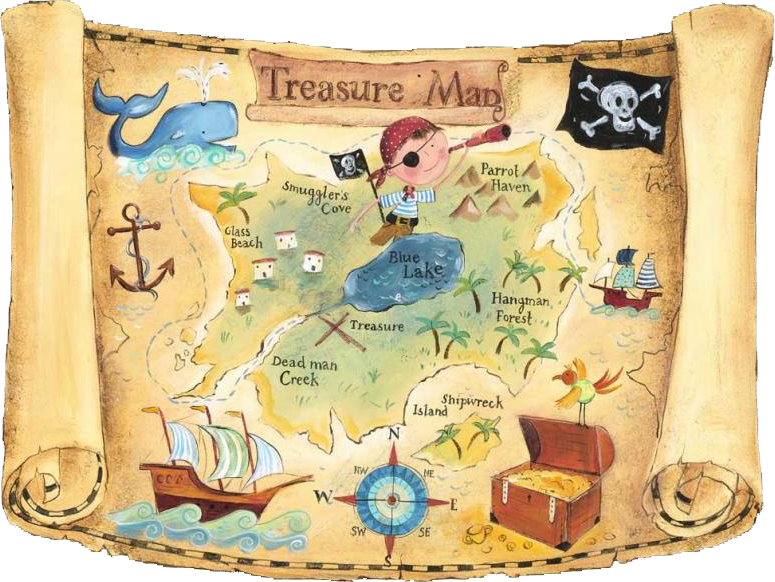 Treasure Map
Smuggler's
Cove
Parrot
Haven
Glass
Beach
Blue
Lake
Hangman
Forest
Treasure
Dead man
Creek
Shipwreck
Island
N
NW
NE
W
E
SW
SE
S